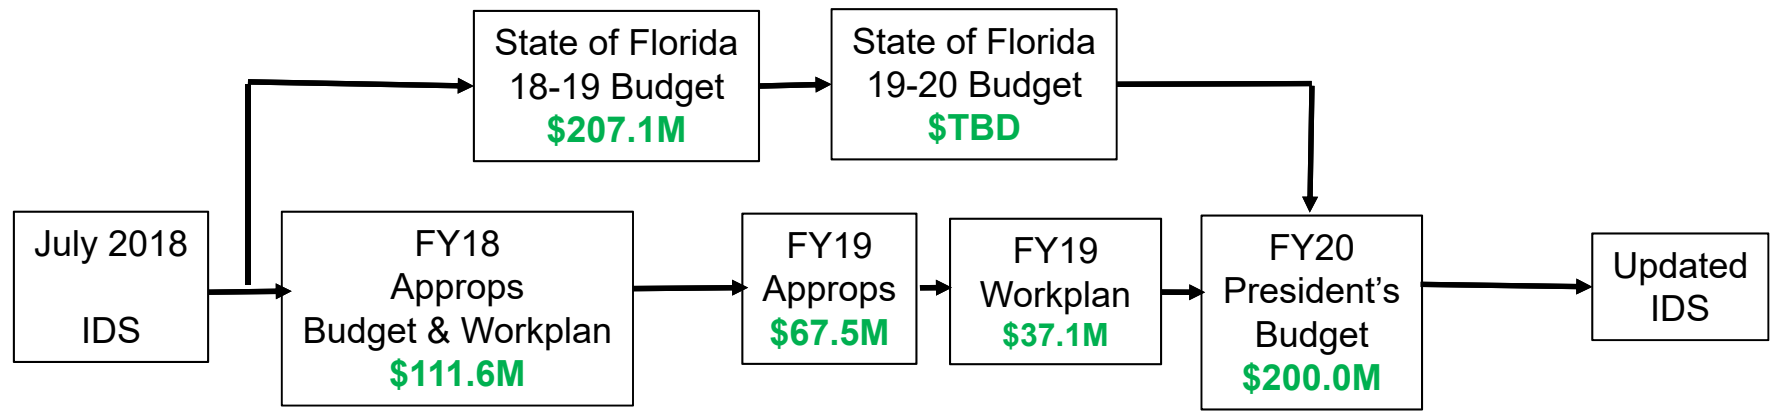 State of Florida
18-19 Budget
$207.1M
State of Florida
19-20 Budget
$TBD
July 2018
IDS
FY18
Approps
Budget & Workplan
$111.6M
FY19
Approps
$67.5M
FY19
Workplan
$37.1M
FY20
President’s
Budget
$200.0M
Updated
IDS